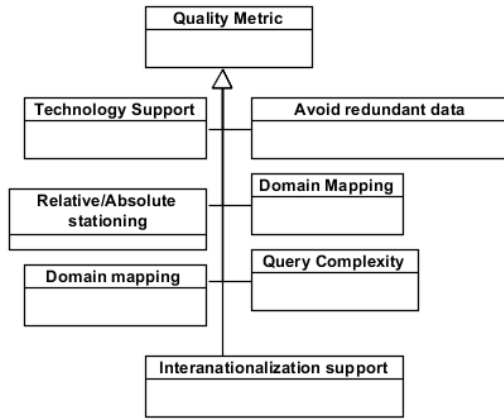 Quality Metric
Technology Support
Avoid redundant data
Relative/Absolute
stationing
Domain Mapping
Domain mapping
Query Complexity
Interanationalization support